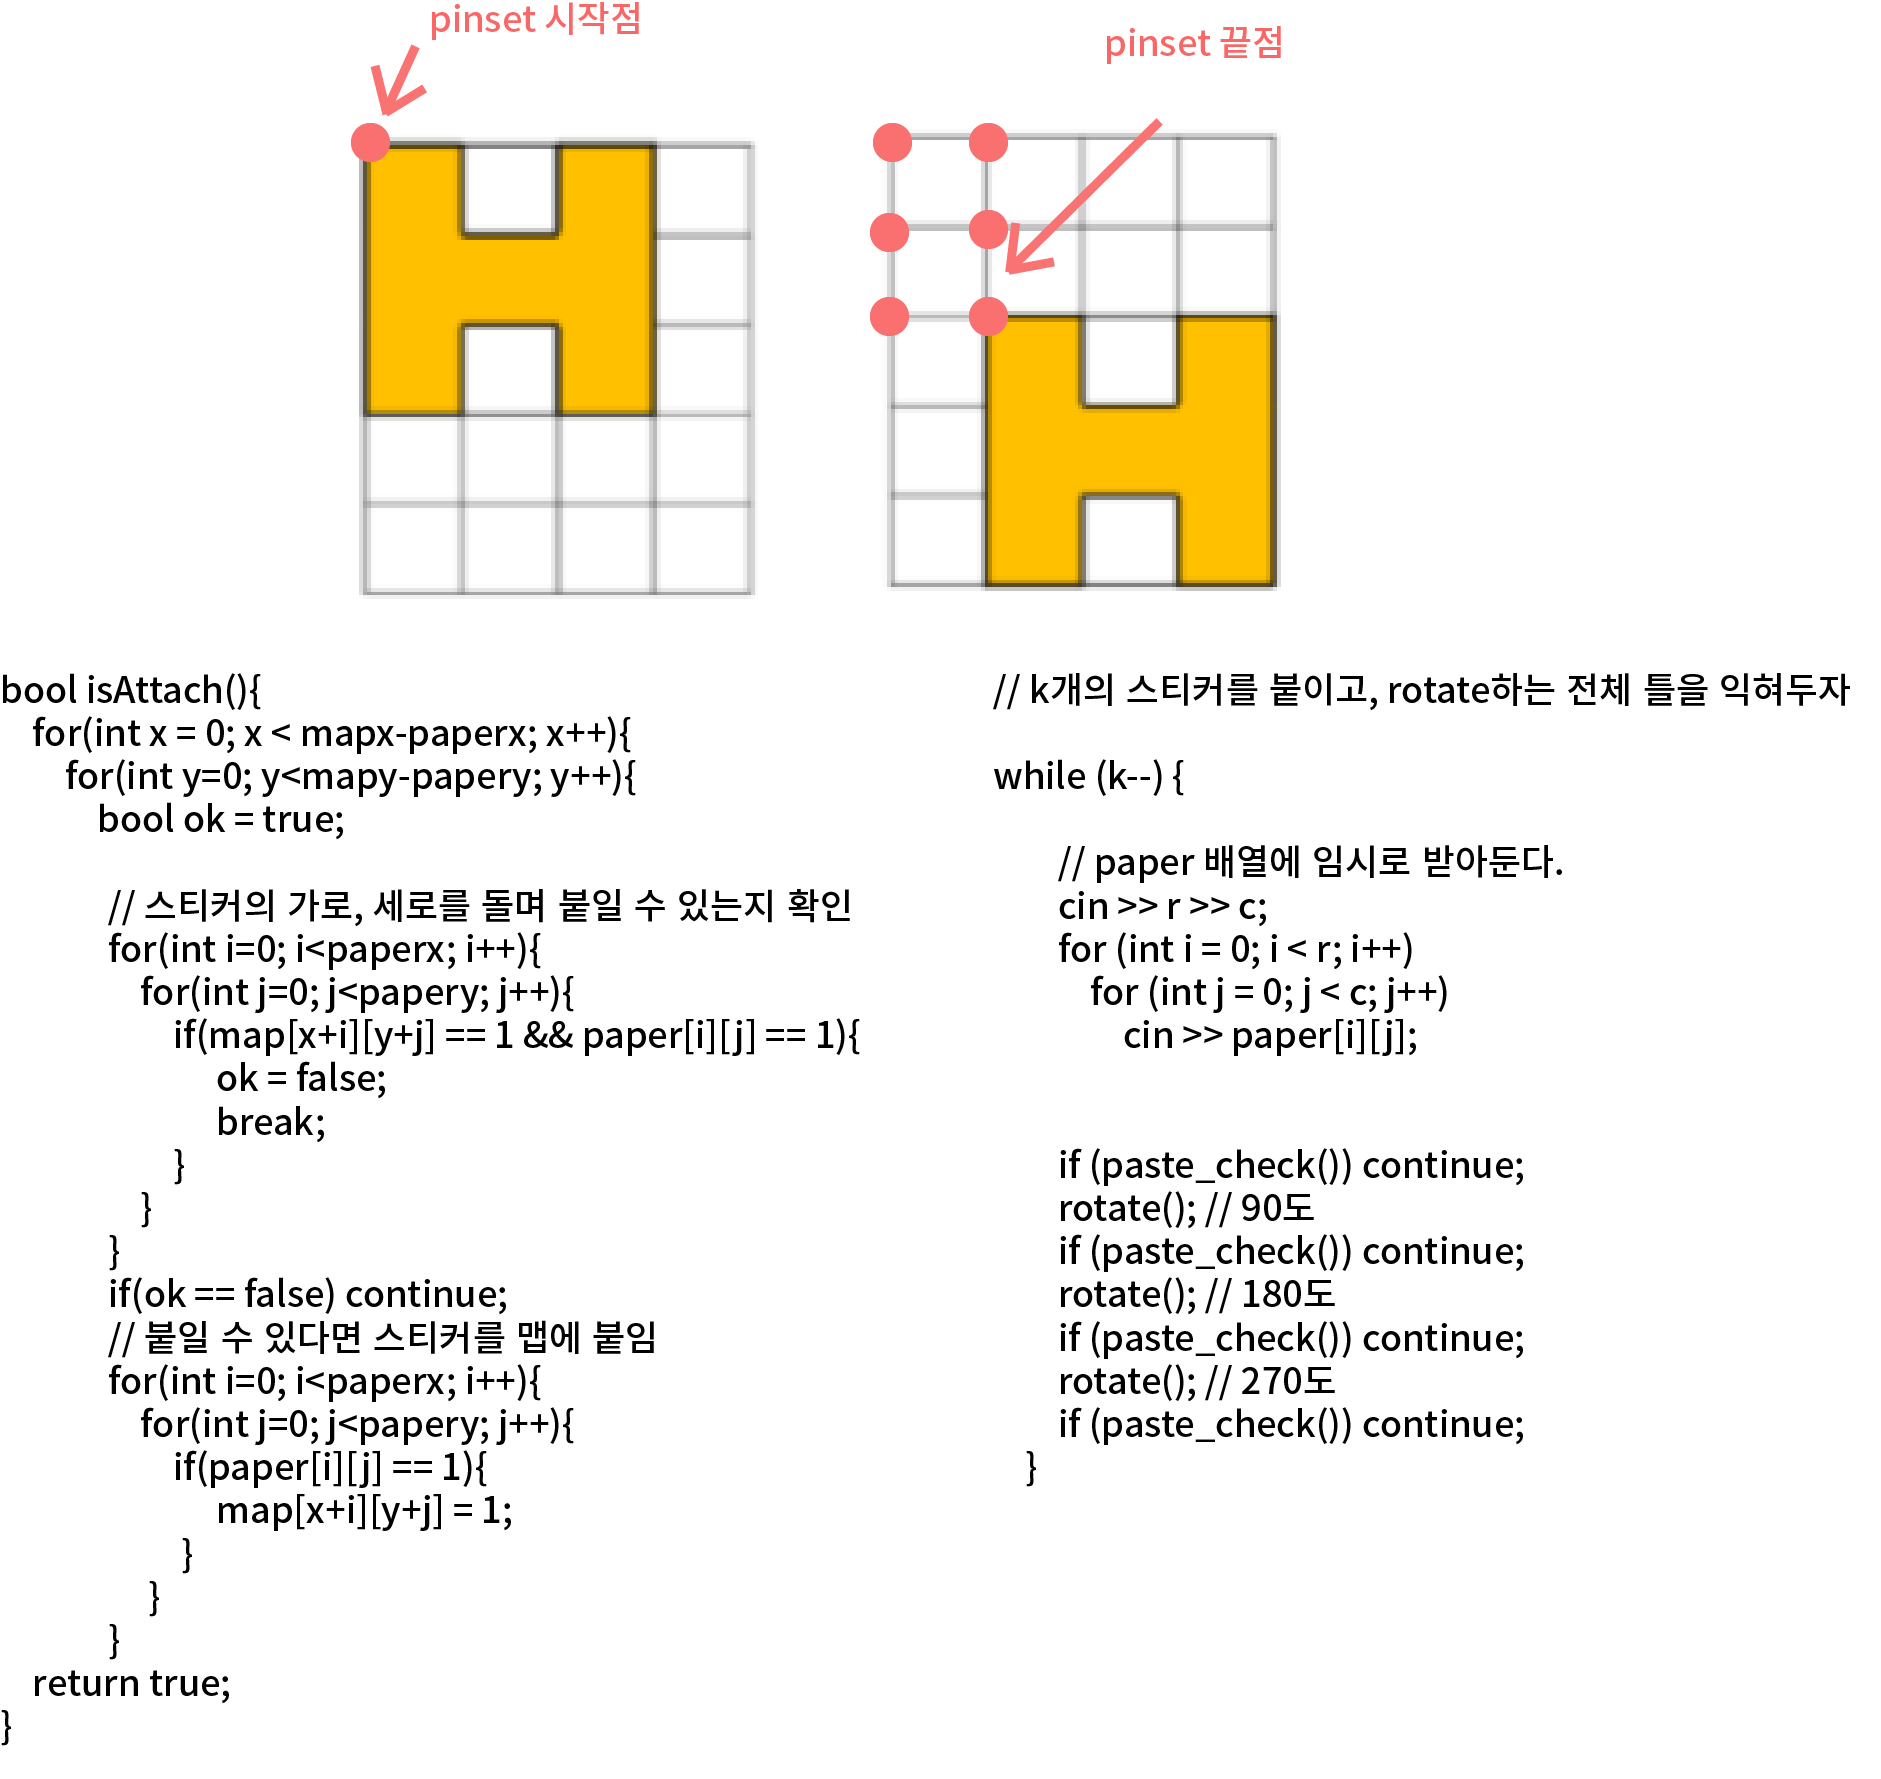 pinset 시작점
pinset 끝점
bool isAttach(){
for(int x = 0; x < mapx-paperx; x++){
for(int y=0; y<mapy-papery; y++){
bool ok = true;
// 스티커의 가로, 세로를 돌며 붙일 수 있는지 확인
for(int i=0; i<paperx; i++){
for(int j=0; j<papery; j++){
if(map[x+i][y+j] == 1 && paper[i][j] == 1){
ok = false;
break;
}
}
}
if(ok == false) continue;
// 붙일 수 있다면 스티커를 맵에 붙임
for(int i=0; i<paperx; i++){
for(int j=0; j<papery; j++){
if(paper[i][j] == 1){
map[x+i][y+j] = 1;
}
}
}
return true;
}
// k개의 스티커를 붙이고, rotate하는 전체 틀을 익혀두자
while (k--) {
// paper 배열에 임시로 받아둔다.
cin >> r >> c;
for (int i = 0; i < r; i++)
for (int j = 0; j < c; j++)
cin >> paper[i][j];
if (paste_check()) continue;
rotate(); // 90도
if (paste_check()) continue;
rotate(); // 180도
if (paste_check()) continue;
rotate(); // 270도
if (paste_check()) continue;
}